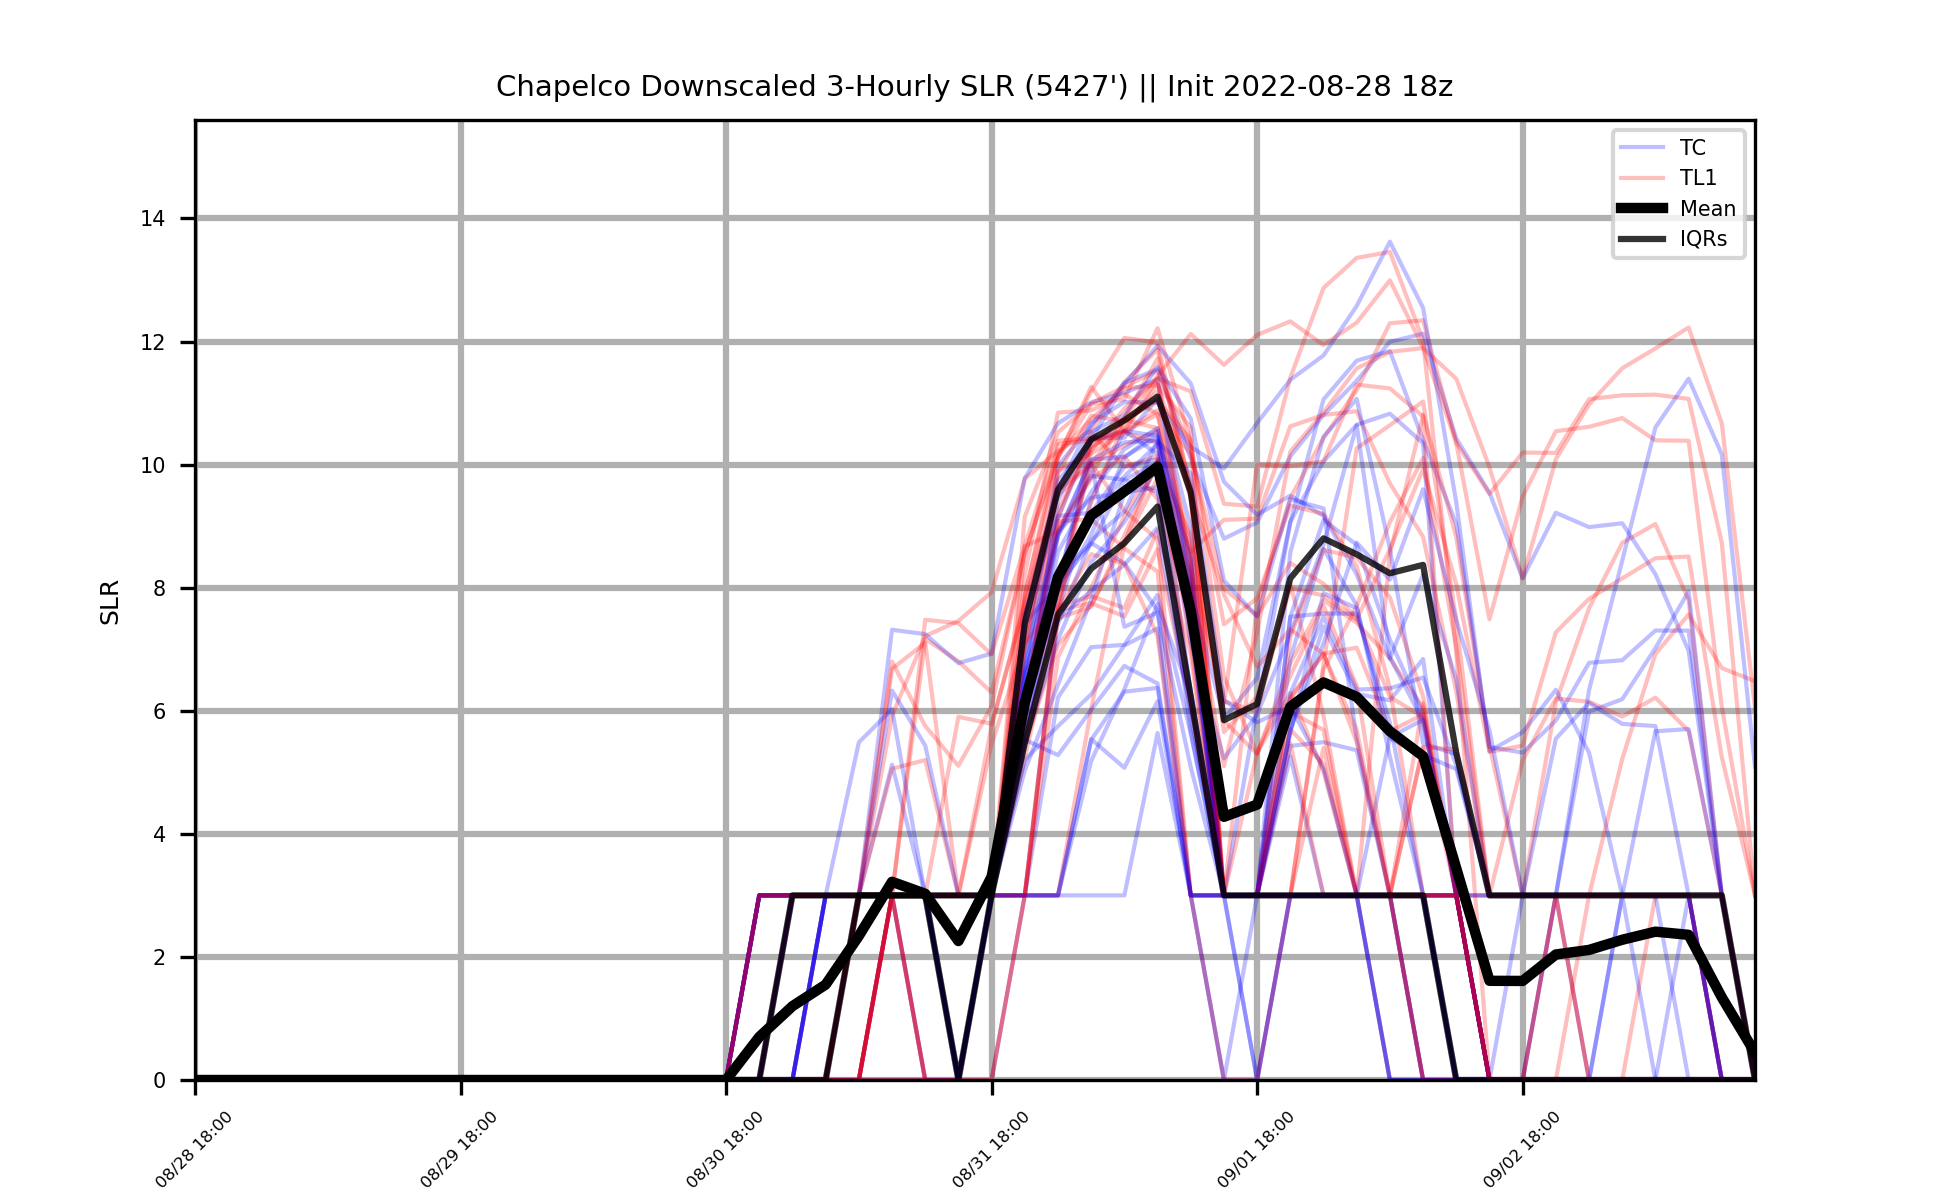 Chapelco Downscaled 3-Hourly SLR (5427') || Init 2022-08-28 18z
TC
TL1
Mean
IQRs
14
12
10
8
6
4
2
0
SLR
08/28 18:00
08/29 18:00
08/30 18:00
08/31 18:00
09/01 18:00
09/02 18:00